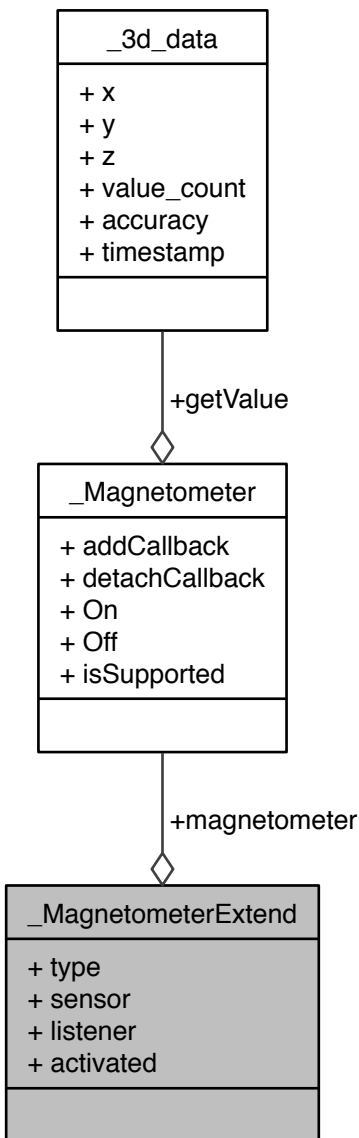 _3d_data
+ x
+ y
+ z
+ value_count
+ accuracy
+ timestamp
+getValue
_Magnetometer
+ addCallback
+ detachCallback
+ On
+ Off
+ isSupported
+magnetometer
_MagnetometerExtend
+ type
+ sensor
+ listener
+ activated